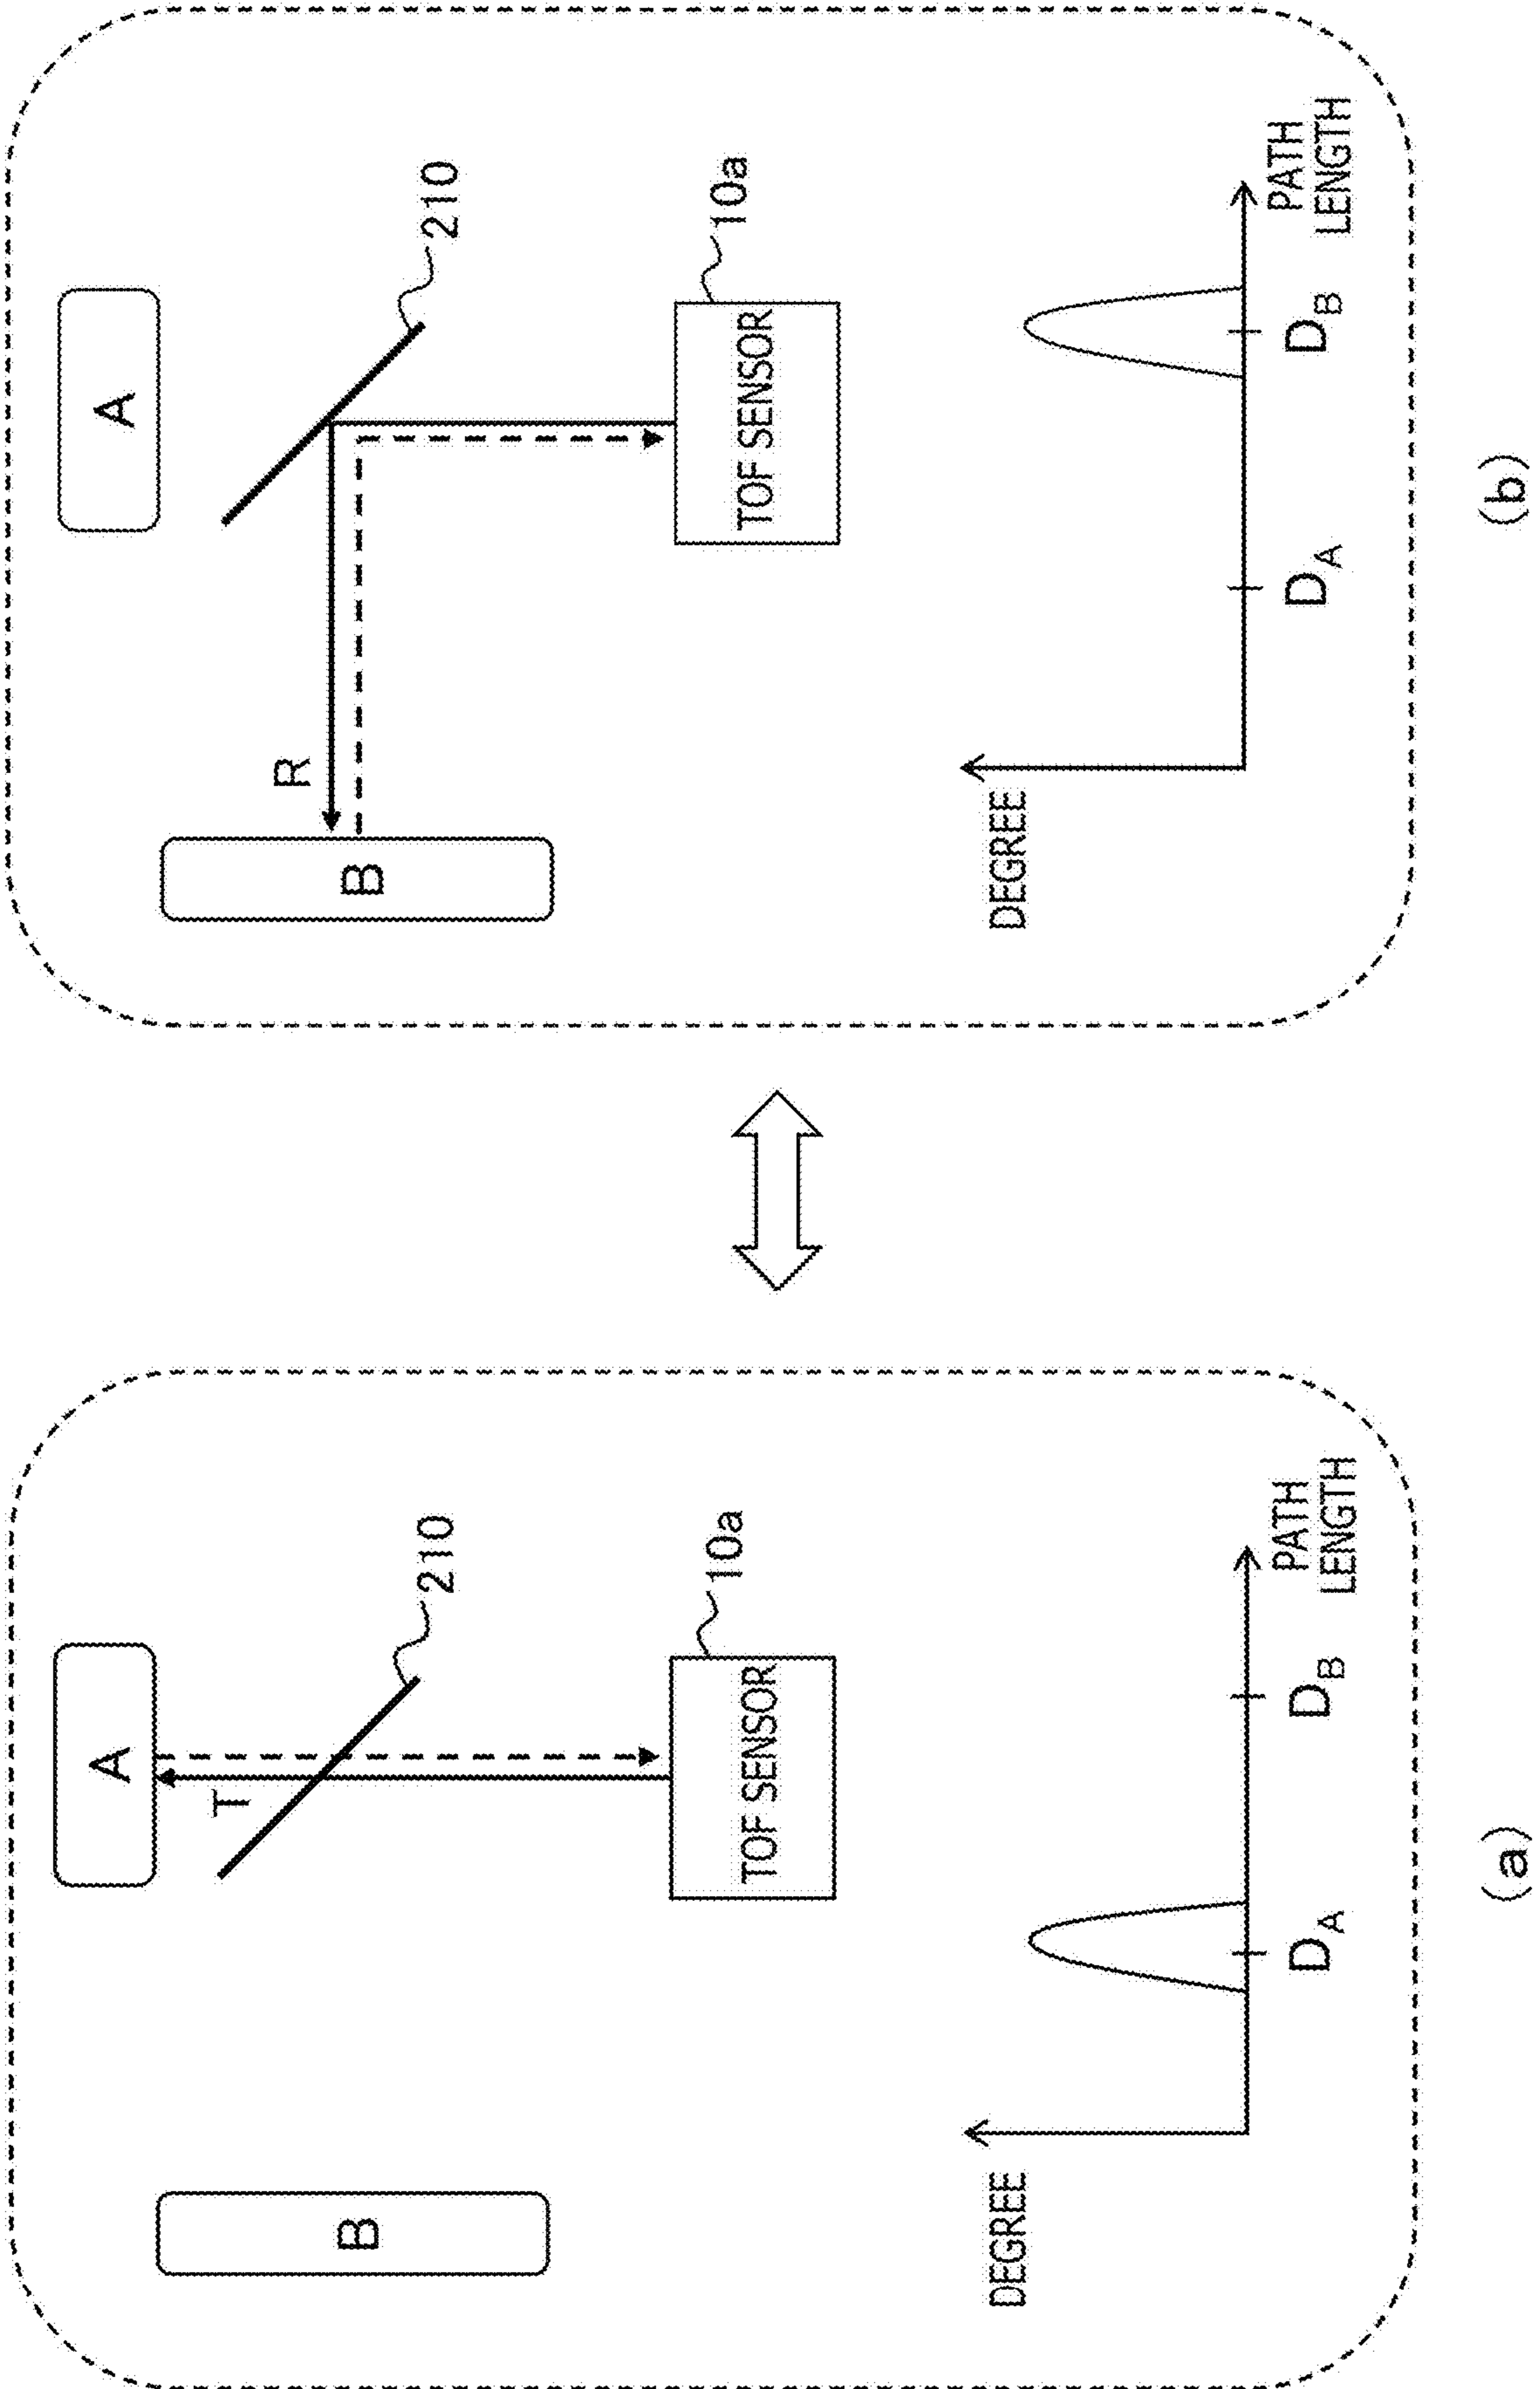 A
T
210
B
10a
TOF SENSOR
DEGREE
D_A
D_B
PATH
LENGTH
(a)
A
210
R
B
10a
TOF SENSOR
DEGREE
D_A
D_B
PATH
LENGTH
(b)